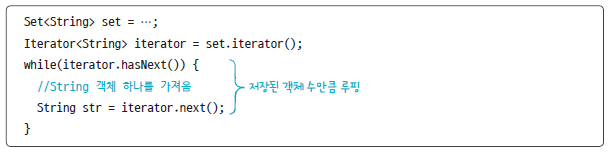 Set<String> set = …;
Iterator<String> iterator = set.iterator();
while(iterator.hasNext()) {
//String 객체 하나를 가져옴
String str = iterator.next();
저장된 객체 수만큼 루핑
}